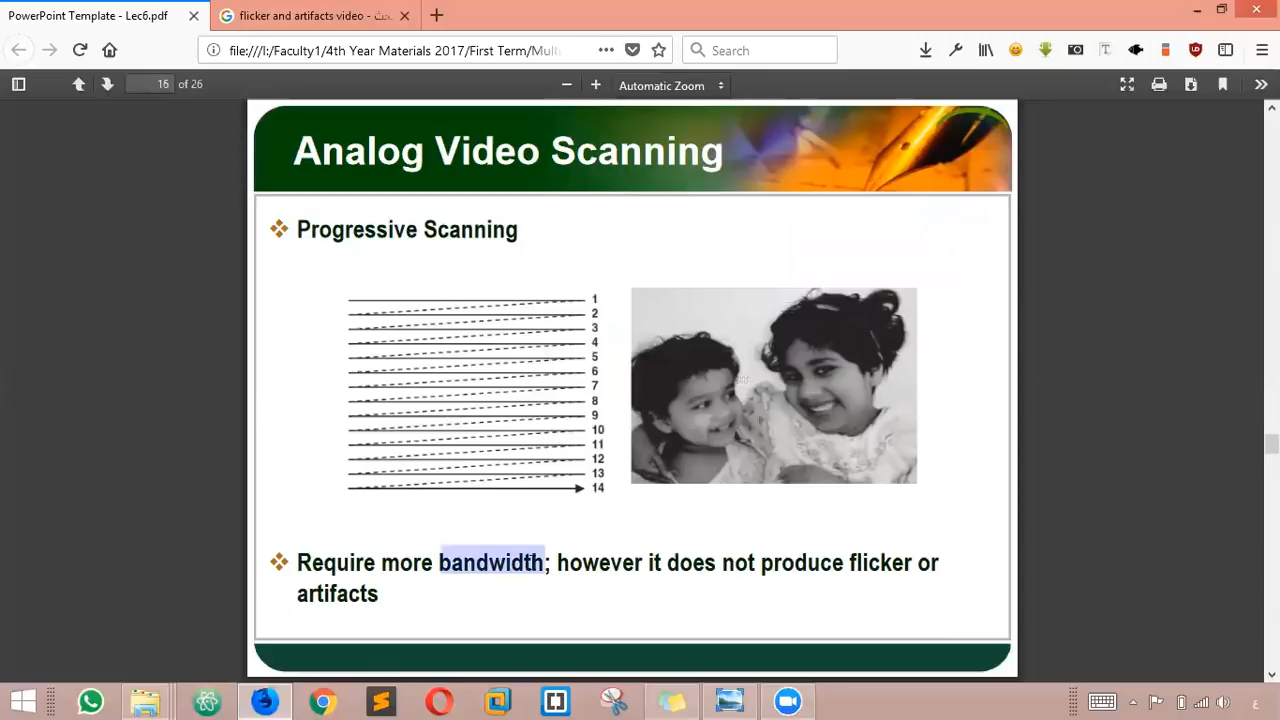 PowerPoint Template - Lec6.pdf
flicker and artifacts video - بحث
file:///I:/Faculty1/4th Year Materials 2017/First Term/Mult
Search
16 of 26
Automatic Zoom
Analog Video Scanning
Progressive Scanning
1
2
3
4
5
6
7
8
9
10
11
12
13
14
Require more bandwidth; however it does not produce flicker or
artifacts
ع